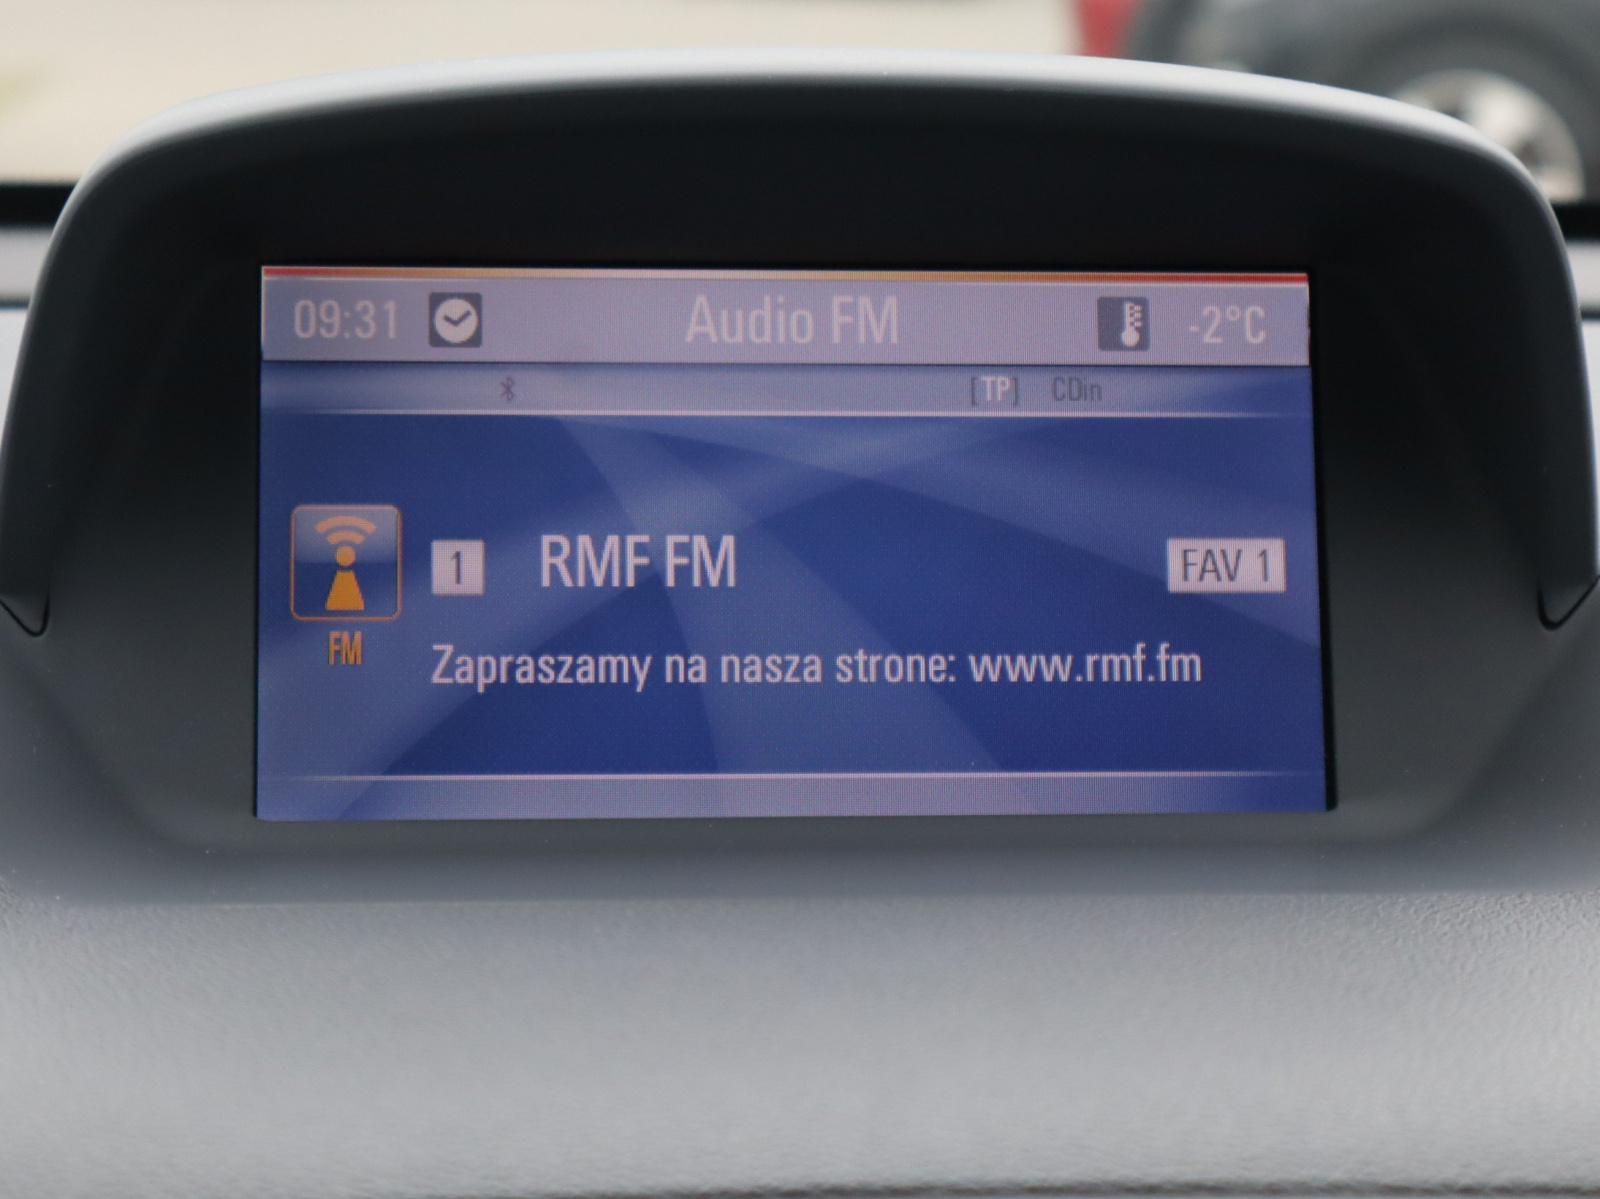 09:31 Audio FM -2°C
[TP] CDin
1 RMF FM FAV 1
FM
Zapraszamy na nasza strone: www.rmf.fm